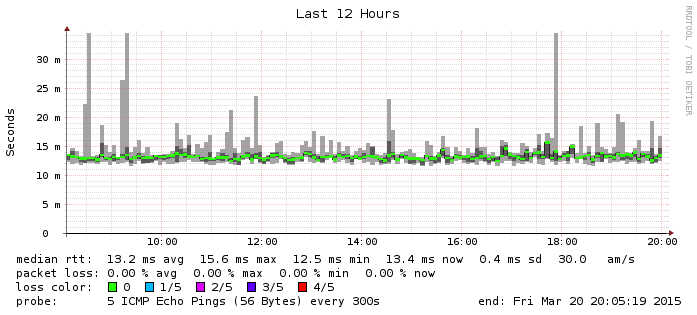 Last 12 Hours
RRDTOOL / TOBI OETIKER
Seconds
30 m
25 m
20 m
15 m
10 m
5 m
0
10:00 12:00 14:00 16:00 18:00 20:00
median rtt: 13.2 ms avg 15.6 ms max 12.5 ms min 13.4 ms now 0.4 ms sd 30.0 am/s
packet loss: 0.00 % avg 0.00 % max 0.00 % min 0.00 % now
loss color: 0 1/5 2/5 3/5 4/5
probe: 5 ICMP Echo Pings (56 Bytes) every 300s end: Fri Mar 20 20:05:19 2015